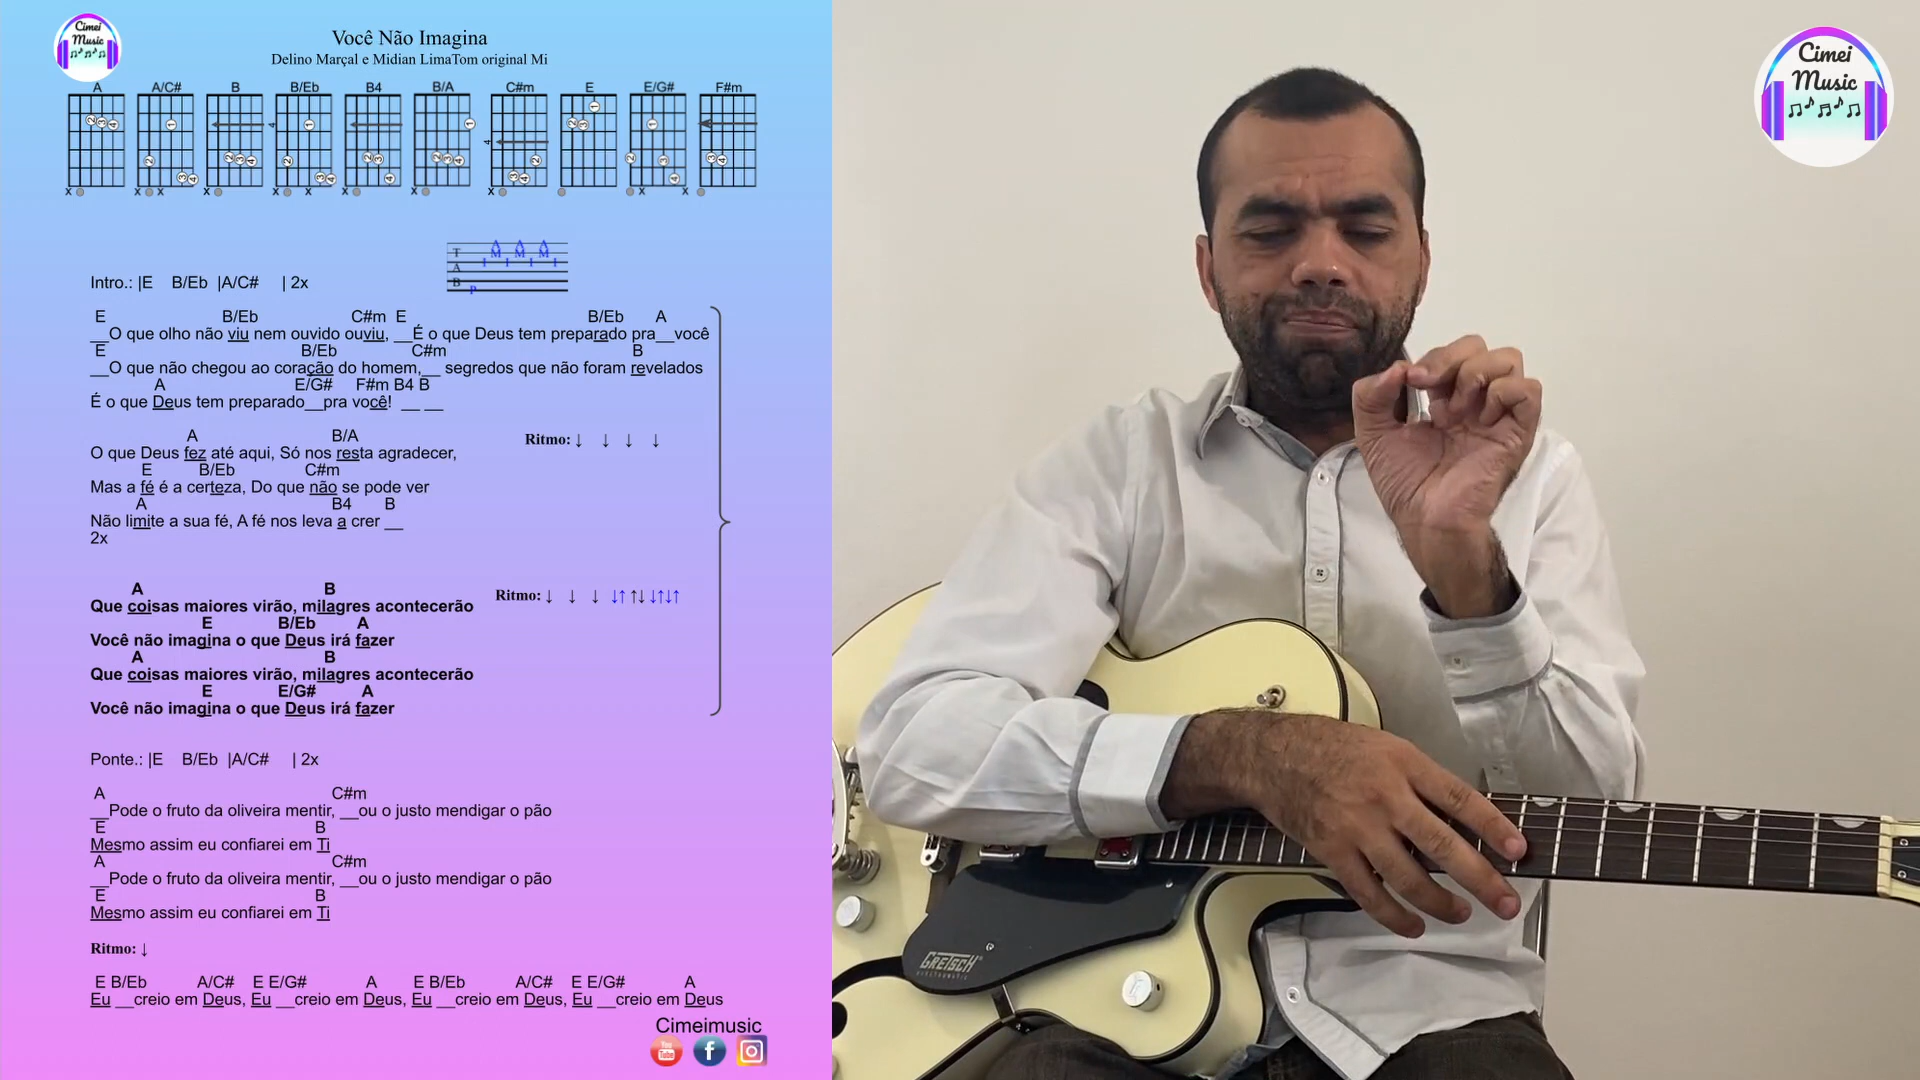 Cimei
Music
Você Não Imagina
Delino Marçal e Midian LimaTom original Mi
A A/C# B B/Eb B4 B/A C#m E E/G# F#m
Intro.: |E B/Eb |A/C# | 2x
T
A
B
E B/Eb C#m E B/Eb A
__O que olho não viu nem ouvido ouviu, __É o que Deus tem preparado pra__você
E B/Eb C#m B
__O que não chegou ao coração do homem,__ segredos que não foram revelados
A E/G# F#m B4 B
É o que Deus tem preparado__pra você! __ __
A B/A
O que Deus fez até aqui, Só nos resta agradecer,
Ritmo: ↓ ↓ ↓ ↓
E B/Eb C#m
Mas a fé é a certeza, Do que não se pode ver
A B4 B
Não limite a sua fé, A fé nos leva a crer __
2x
A B
Que coisas maiores virão, milagres acontecerão
Ritmo: ↓ ↓ ↓ ↓↑ ↑↓ ↓↑↓↑
E B/Eb A
Você não imagina o que Deus irá fazer
A B
Que coisas maiores virão, milagres acontecerão
E E/G# A
Você não imagina o que Deus irá fazer
Ponte.: |E B/Eb |A/C# | 2x
A C#m
__Pode o fruto da oliveira mentir, __ou o justo mendigar o pão
E B
Mesmo assim eu confiarei em Ti
A C#m
__Pode o fruto da oliveira mentir, __ou o justo mendigar o pão
E B
Mesmo assim eu confiarei em Ti
Ritmo: ↓
E B/Eb A/C# E E/G# A E B/Eb A/C# E E/G# A
Eu __creio em Deus, Eu __creio em Deus, Eu __creio em Deus, Eu __creio em Deus
Cimeimusic
You
Tube
f
Cimei
Music
GRETSCH
ELECTROMATIC